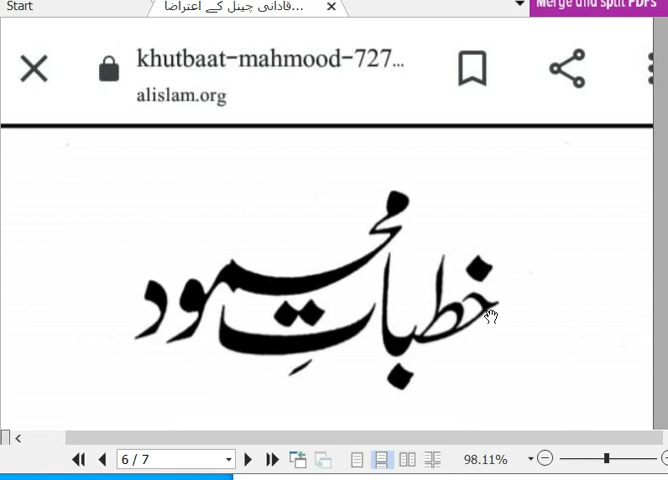 Start
قادانی چینل کے اعتراضا...
Merge and split PDFs
khutbaat-mahmood-727...
alislam.org
خطباتِ محمود
6 / 7
98.11%